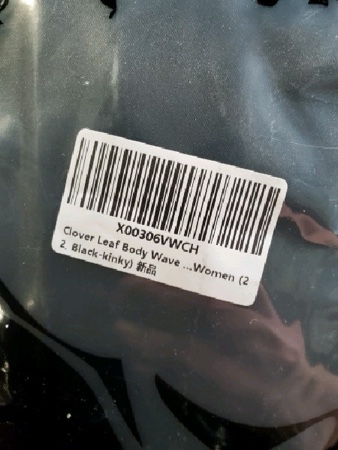 X00306VWCH
Clover Leaf Body Wave ...Women (2
2, Black-kinky) 新品